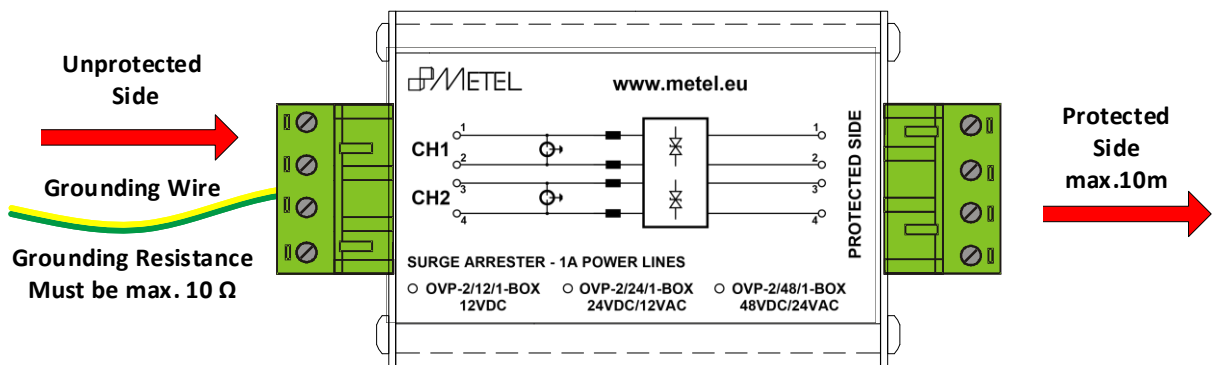 Unprotected
Side
Grounding Wire
Grounding Resistance
Must be max. 10 Ω
METEL
www.metel.eu
CH1
1
2
CH2
3
4
1
2
3
4
PROTECTED SIDE
SURGE ARRESTER - 1A POWER LINES
OVP-2/12/1-BOX
12VDC
OVP-2/24/1-BOX
24VDC/12VAC
OVP-2/48/1-BOX
48VDC/24VAC
Protected
Side
max.10m